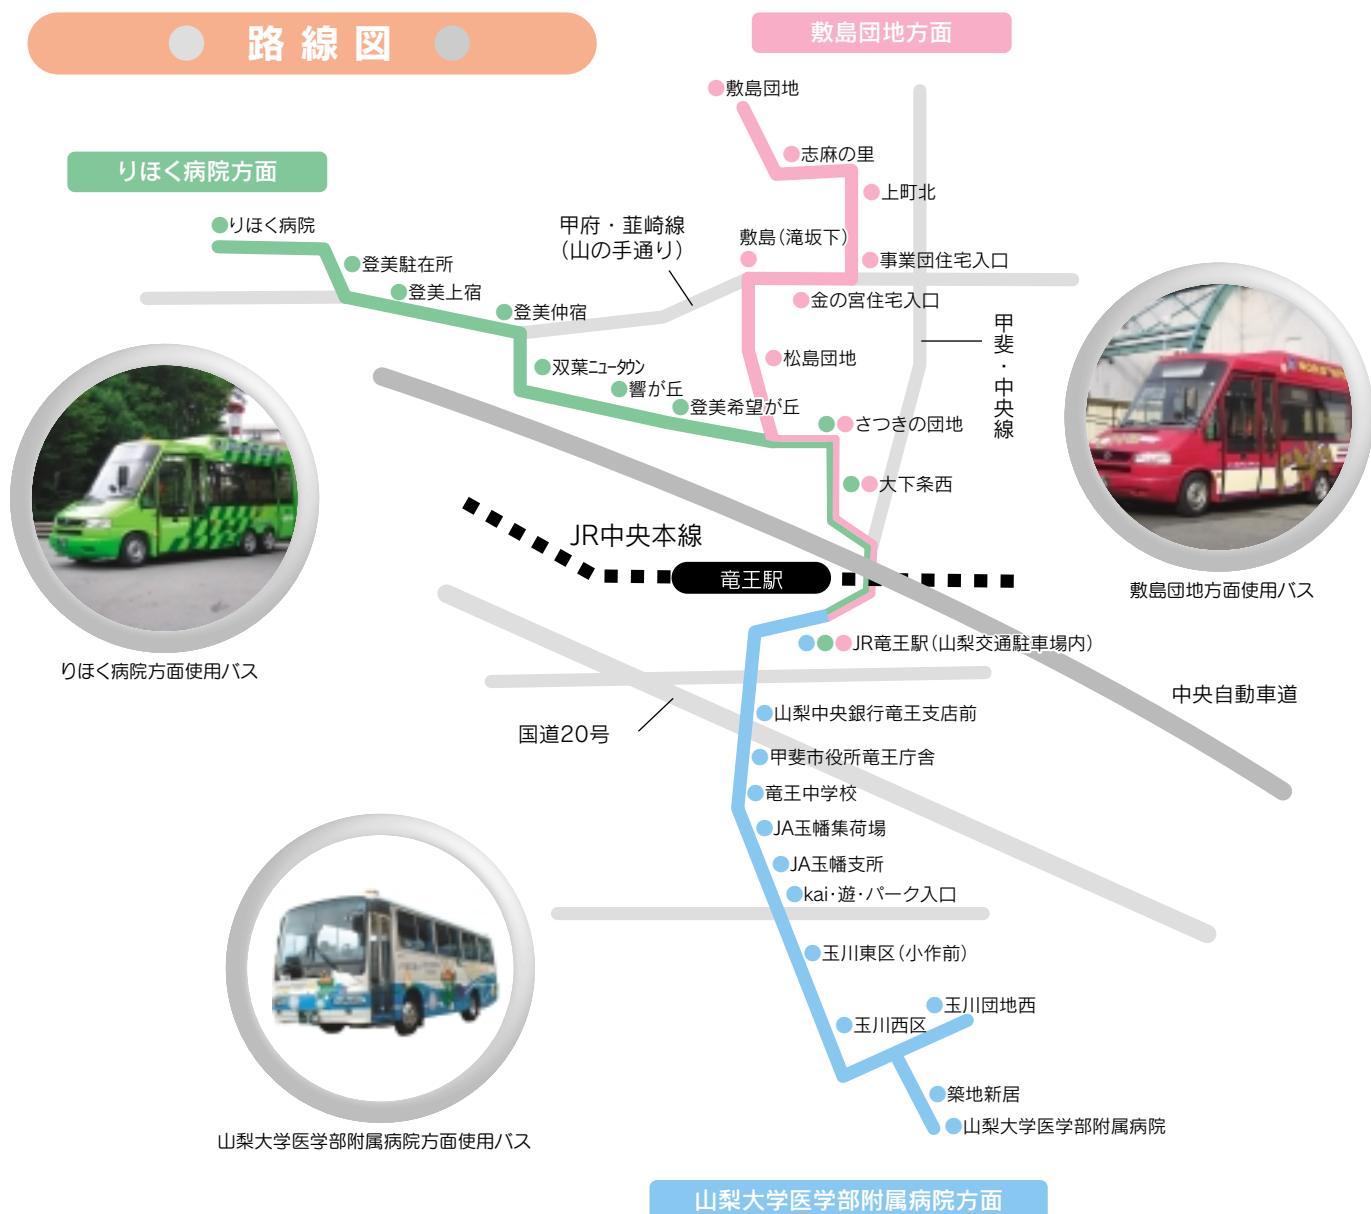 路線図
敷島団地方面
敷島団地
志麻の里
上町北
りほく病院方面
りほく病院
甲府・韮崎線
(山の手通り)
敷島(滝坂下)
事業団住宅入口
登美駐在所
登美上宿
登美仲宿
金の宮住宅入口
甲斐・中央線
双葉ニュータウン
松島団地
響が丘
登美希望が丘
さつきの団地
大下条西
JR中央本線
竜王駅
敷島団地方面使用バス
JR竜王駅(山梨交通駐車場内)
りほく病院方面使用バス
中央自動車道
山梨中央銀行竜王支店前
国道20号
甲斐市役所竜王庁舎
竜王中学校
JA玉幡集荷場
JA玉幡支所
kai・遊・パーク入口
玉川東区(小作前)
玉川団地西
玉川西区
築地新居
山梨大学医学部附属病院
山梨大学医学部附属病院方面使用バス
山梨大学医学部附属病院方面